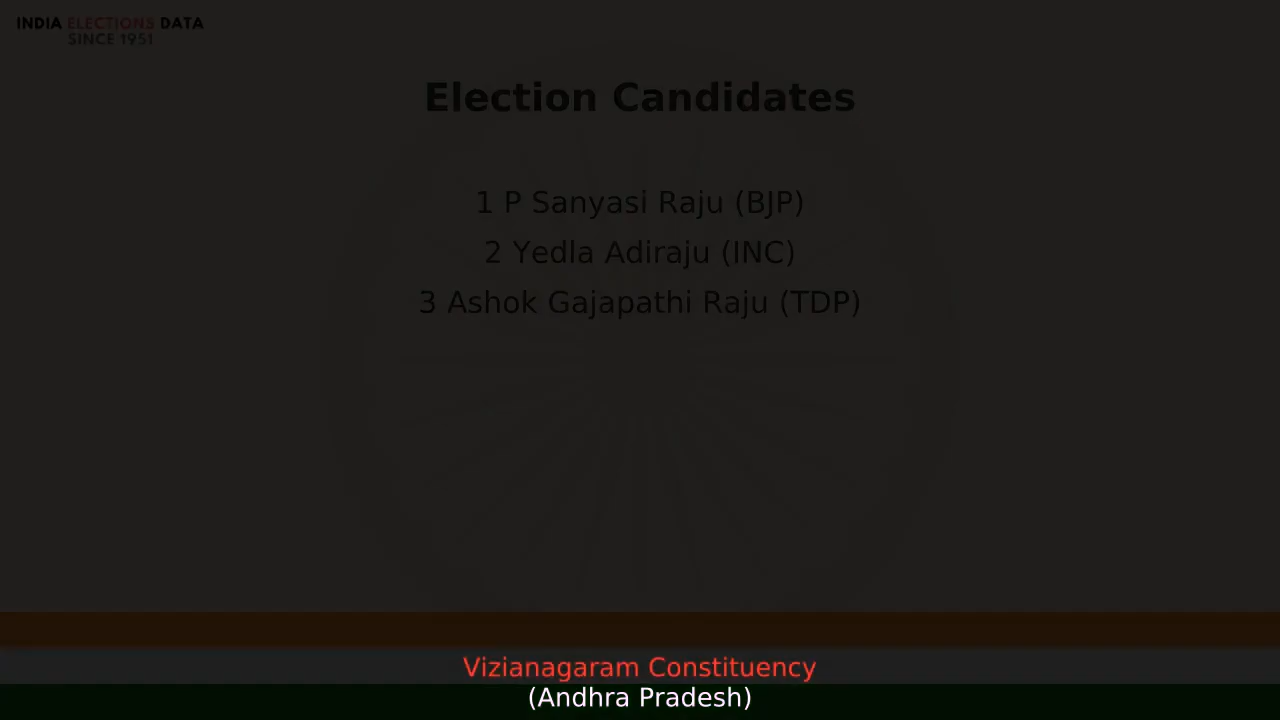 INDIA ELECTIONS DATA
SINCE 1951
Election Candidates
1 P Sanyasi Raju (BJP)
2 Yedla Adiraju (INC)
3 Ashok Gajapathi Raju (TDP)
Vizianagaram Constituency
(Andhra Pradesh)